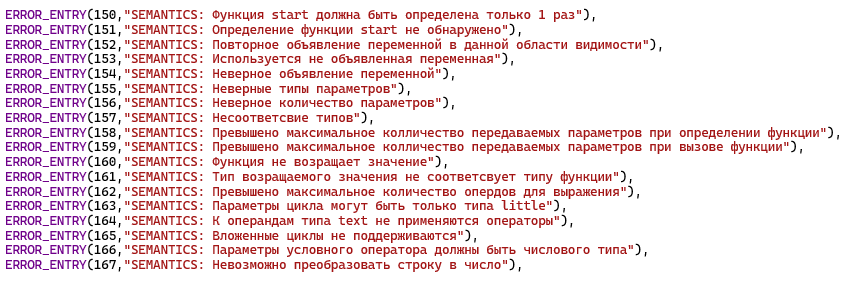 ERROR_ENTRY(150,"SEMANTICS: Функция start должна быть определена только 1 раз"),
ERROR_ENTRY(151,"SEMANTICS: Определение функции start не обнаружено"),
ERROR_ENTRY(152,"SEMANTICS: Повторное объявление переменной в данной области видимости"),
ERROR_ENTRY(153,"SEMANTICS: Используется не объявленная переменная"),
ERROR_ENTRY(154,"SEMANTICS: Неверное объявление переменной"),
ERROR_ENTRY(155,"SEMANTICS: Неверные типы параметров"),
ERROR_ENTRY(156,"SEMANTICS: Неверное количество параметров"),
ERROR_ENTRY(157,"SEMANTICS: Несоответсвие типов"),
ERROR_ENTRY(158,"SEMANTICS: Превышено максимальное колличество передаваемых параметров при определении функции"),
ERROR_ENTRY(159,"SEMANTICS: Превышено максимальное колличество передаваемых параметров при вызове функции"),
ERROR_ENTRY(160,"SEMANTICS: Функция не возращает значение"),
ERROR_ENTRY(161,"SEMANTICS: Тип возращаемого значения не соответсвует типу функции"),
ERROR_ENTRY(162,"SEMANTICS: Превышено максимальное количество опердов для выражения"),
ERROR_ENTRY(163,"SEMANTICS: Параметры цикла могут быть только типа little"),
ERROR_ENTRY(164,"SEMANTICS: К операндам типа text не применяются операторы"),
ERROR_ENTRY(165,"SEMANTICS: Вложенные циклы не поддерживаются"),
ERROR_ENTRY(166,"SEMANTICS: Параметры условного оператора должны быть числового типа"),
ERROR_ENTRY(167,"SEMANTICS: Невозможно преобразовать строку в число"),